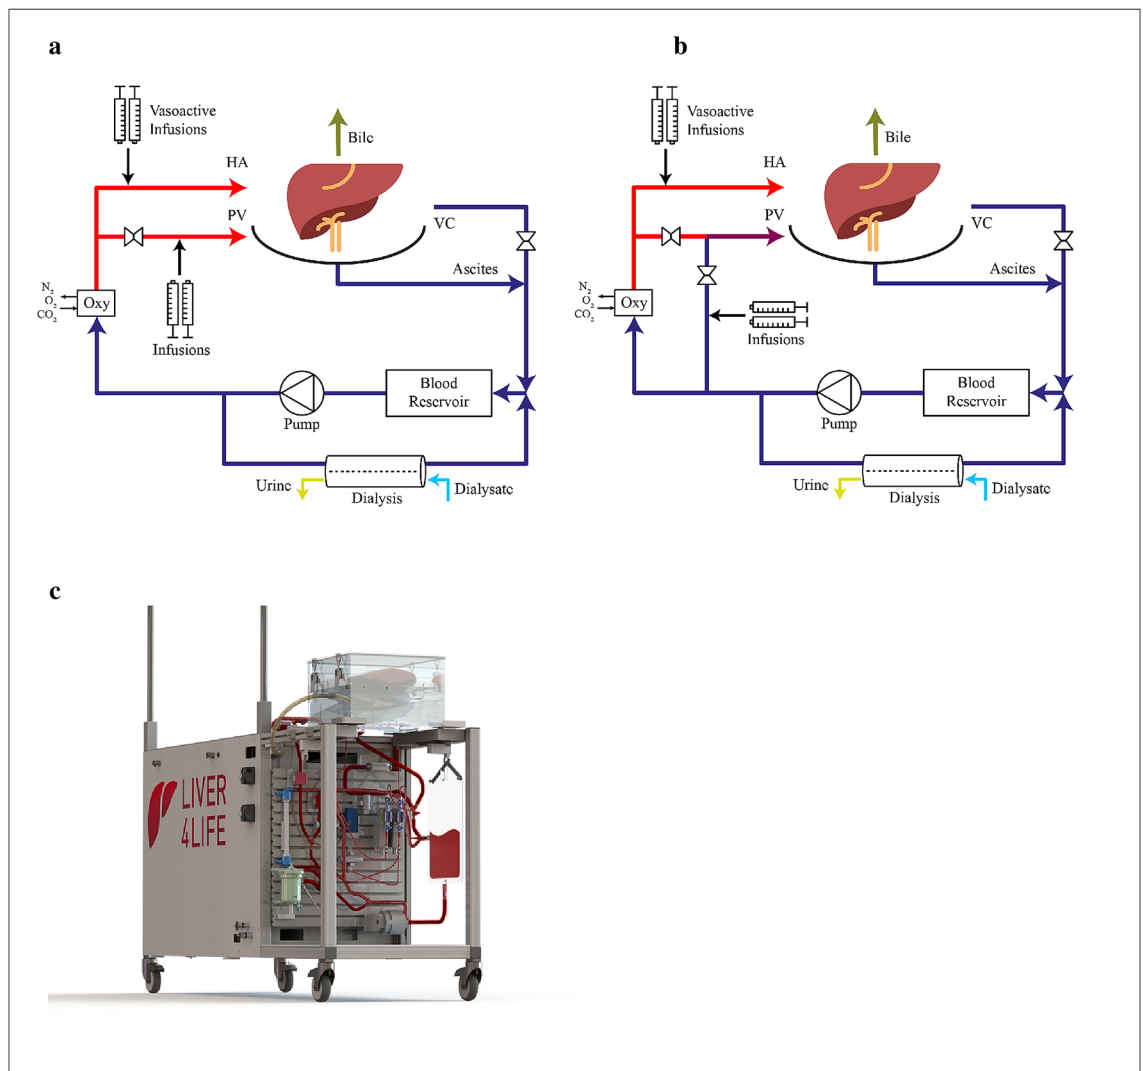 a
Vasoactive
Infusions
Bile
HA
PV
VC
Ascites
N2
O2
CO2
Oxy
Infusions
Blood
Reservoir
Pump
Urine
Dialysis
Dialysate
b
Vasoactive
Infusions
Bile
HA
PV
VC
Ascites
N2
O2
CO2
Oxy
Infusions
Blood
Reservoir
Pump
Urine
Dialysis
Dialysate
c
LIVER
4LIFE